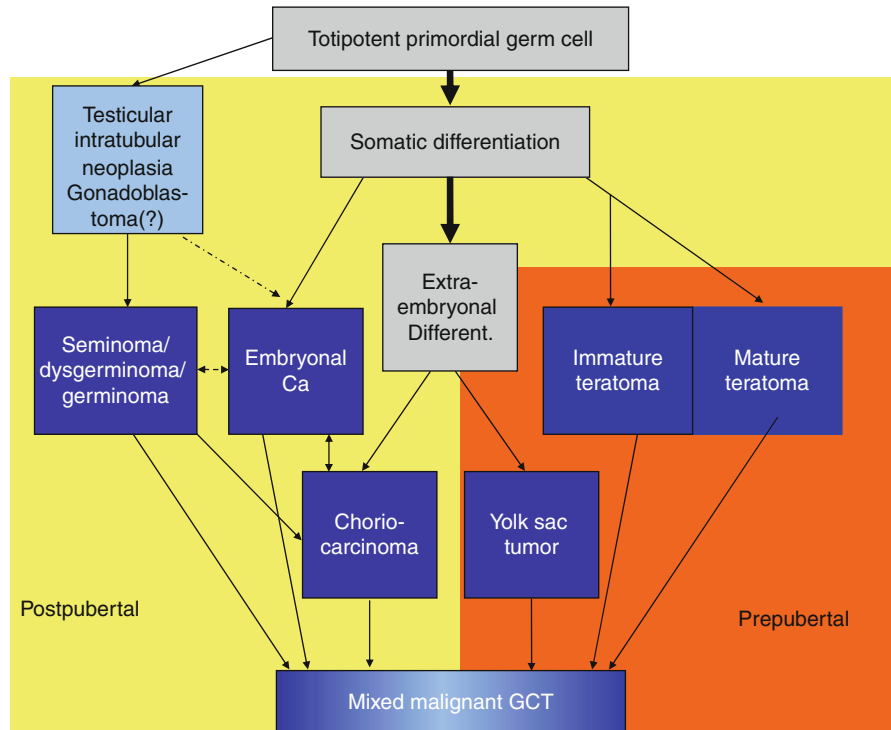 Totipotent primordial germ cell
Testicular
intratubular
neoplasia
Gonadoblas-
toma(?)
Somatic differentiation
Extra-
embryonal
Different.
Seminoma/
dysgerminoma/
germinoma
Embryonal
Ca
Immature
teratoma
Mature
teratoma
Chorio-
carcinoma
Yolk sac
tumor
Postpubertal
Prepubertal
Mixed malignant GCT